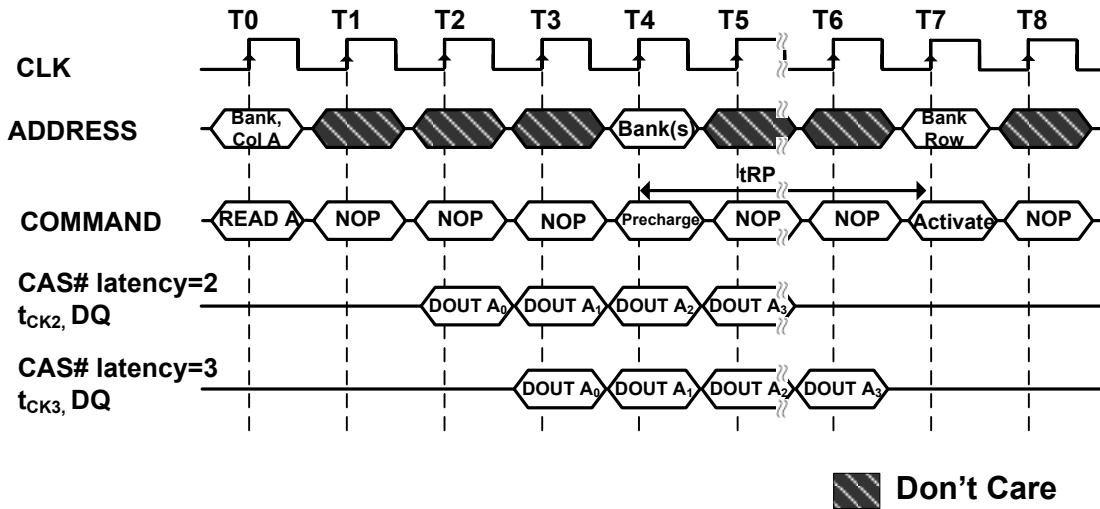 T0 T1 T2 T3 T4 T5 T6 T7 T8
CLK
ADDRESS
Bank,
Col A
Bank(s)
Bank
Row
tRP
COMMAND
READ A NOP NOP NOP Precharge NOP NOP Activate NOP
CAS# latency=2
tCK2, DQ
DOUT A0 DOUT A1 DOUT A2 DOUT A3
CAS# latency=3
tCK3, DQ
DOUT A0 DOUT A1 DOUT A2 DOUT A3
Don't Care